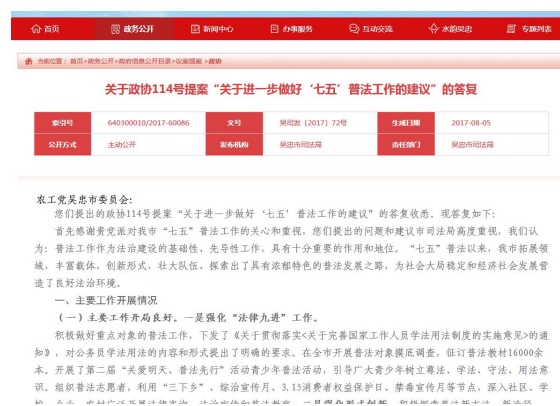 首页 政务公开 新闻中心 办事服务 互动交流 水韵吴忠 专题列表
当前位置：首页>政务公开>政府信息公开目录>议案提案>政协
关于政协114号提案“关于进一步做好‘七五’普法工作的建议”的答复
索引号 640300010/2017-60086 文号 吴司发〔2017〕72号 生成日期 2017-08-05
公开方式 主动公开 发布机构 吴忠市司法局 责任部门 吴忠市司法局
农工党吴忠市委员会：
您们提出的政协114号提案“关于进一步做好‘七五’普法工作的建议”的答复收悉。现答复如下：
首先感谢贵党派对我市“七五”普法工作的关心和重视，您们提出的问题和建议市司法局高度重视，我们认
为：普法工作作为法治建设的基础性、先导性工作，具有十分重要的作用和地位。“七五”普法以来，我市拓展领
域，丰富载体，创新形式，壮大队伍、探索出了具有浓郁特色的普法发展之路，为社会大局稳定和经济社会发展营
造了良好法治环境。
一、主要工作开展情况
（一）主要工作开局良好。一是强化“法律九进”工作。
积极做好重点对象的普法工作，下发了《关于贯彻落实<关于完善国家工作人员学法用法制度的实施意见>的通
知》，对公务员学法用法的内容和形式提出了明确的要求。在全市开展普法对象摸底调查，征订普法教材16000余
本。开展了第二届“关爱明天、普法先行”活动青少年普法活动，引导广大青少年树立尊法、学法、守法、用法意
识。组织普法志愿者，利用“三下乡”、综治宣传月、3.15消费者权益保护日、禁毒宣传月等节点，深入社区、学